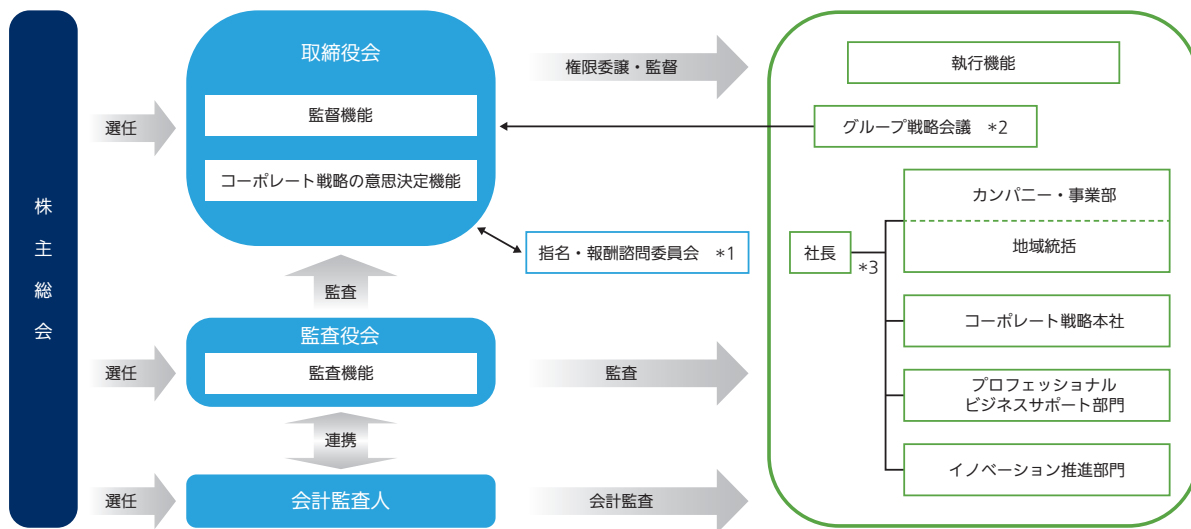 株主総会
選任
取締役会
監督機能
コーポレート戦略の意思決定機能
権限委譲・監督
執行機能
グループ戦略会議 *2
指名・報酬諮問委員会 *1
社長
*3
カンパニー・事業部
地域統括
コーポレート戦略本社
プロフェッショナル
ビジネスサポート部門
イノベーション推進部門
監査
選任
監査役会
監査機能
監査
連携
選任
会計監査人
会計監査